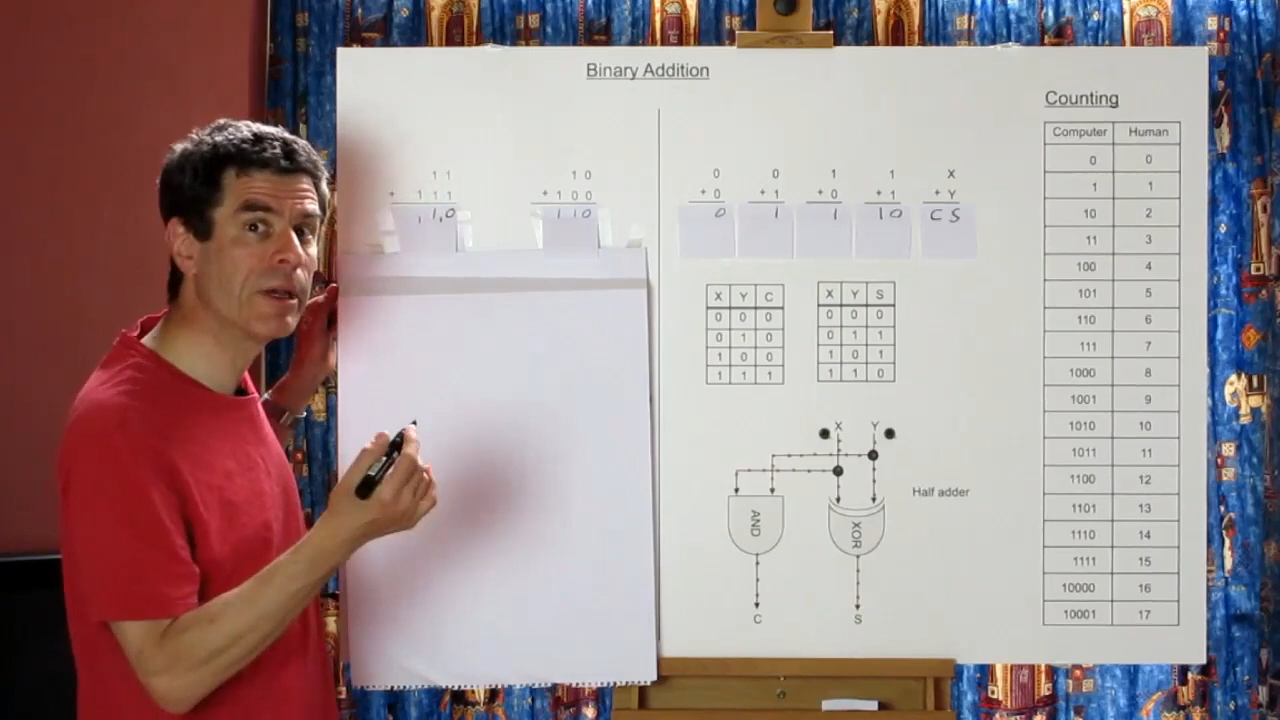 Binary Addition
1 1
+ 1 1 1
1 1 , 0
1 0
+ 1 0 0
1 1 0
0
+ 0
0
0
+ 1
1
1
+ 0
1
1
+ 1
1 0
X
+ Y
C S
X Y C
0 0 0
0 1 0
1 0 0
1 1 1
X Y S
0 0 0
0 1 1
1 0 1
1 1 0
X Y
AND XOR
Half adder
C S
Counting
Computer Human
0 0
1 1
10 2
11 3
100 4
101 5
110 6
111 7
1000 8
1001 9
1010 10
1011 11
1100 12
1101 13
1110 14
1111 15
10000 16
10001 17